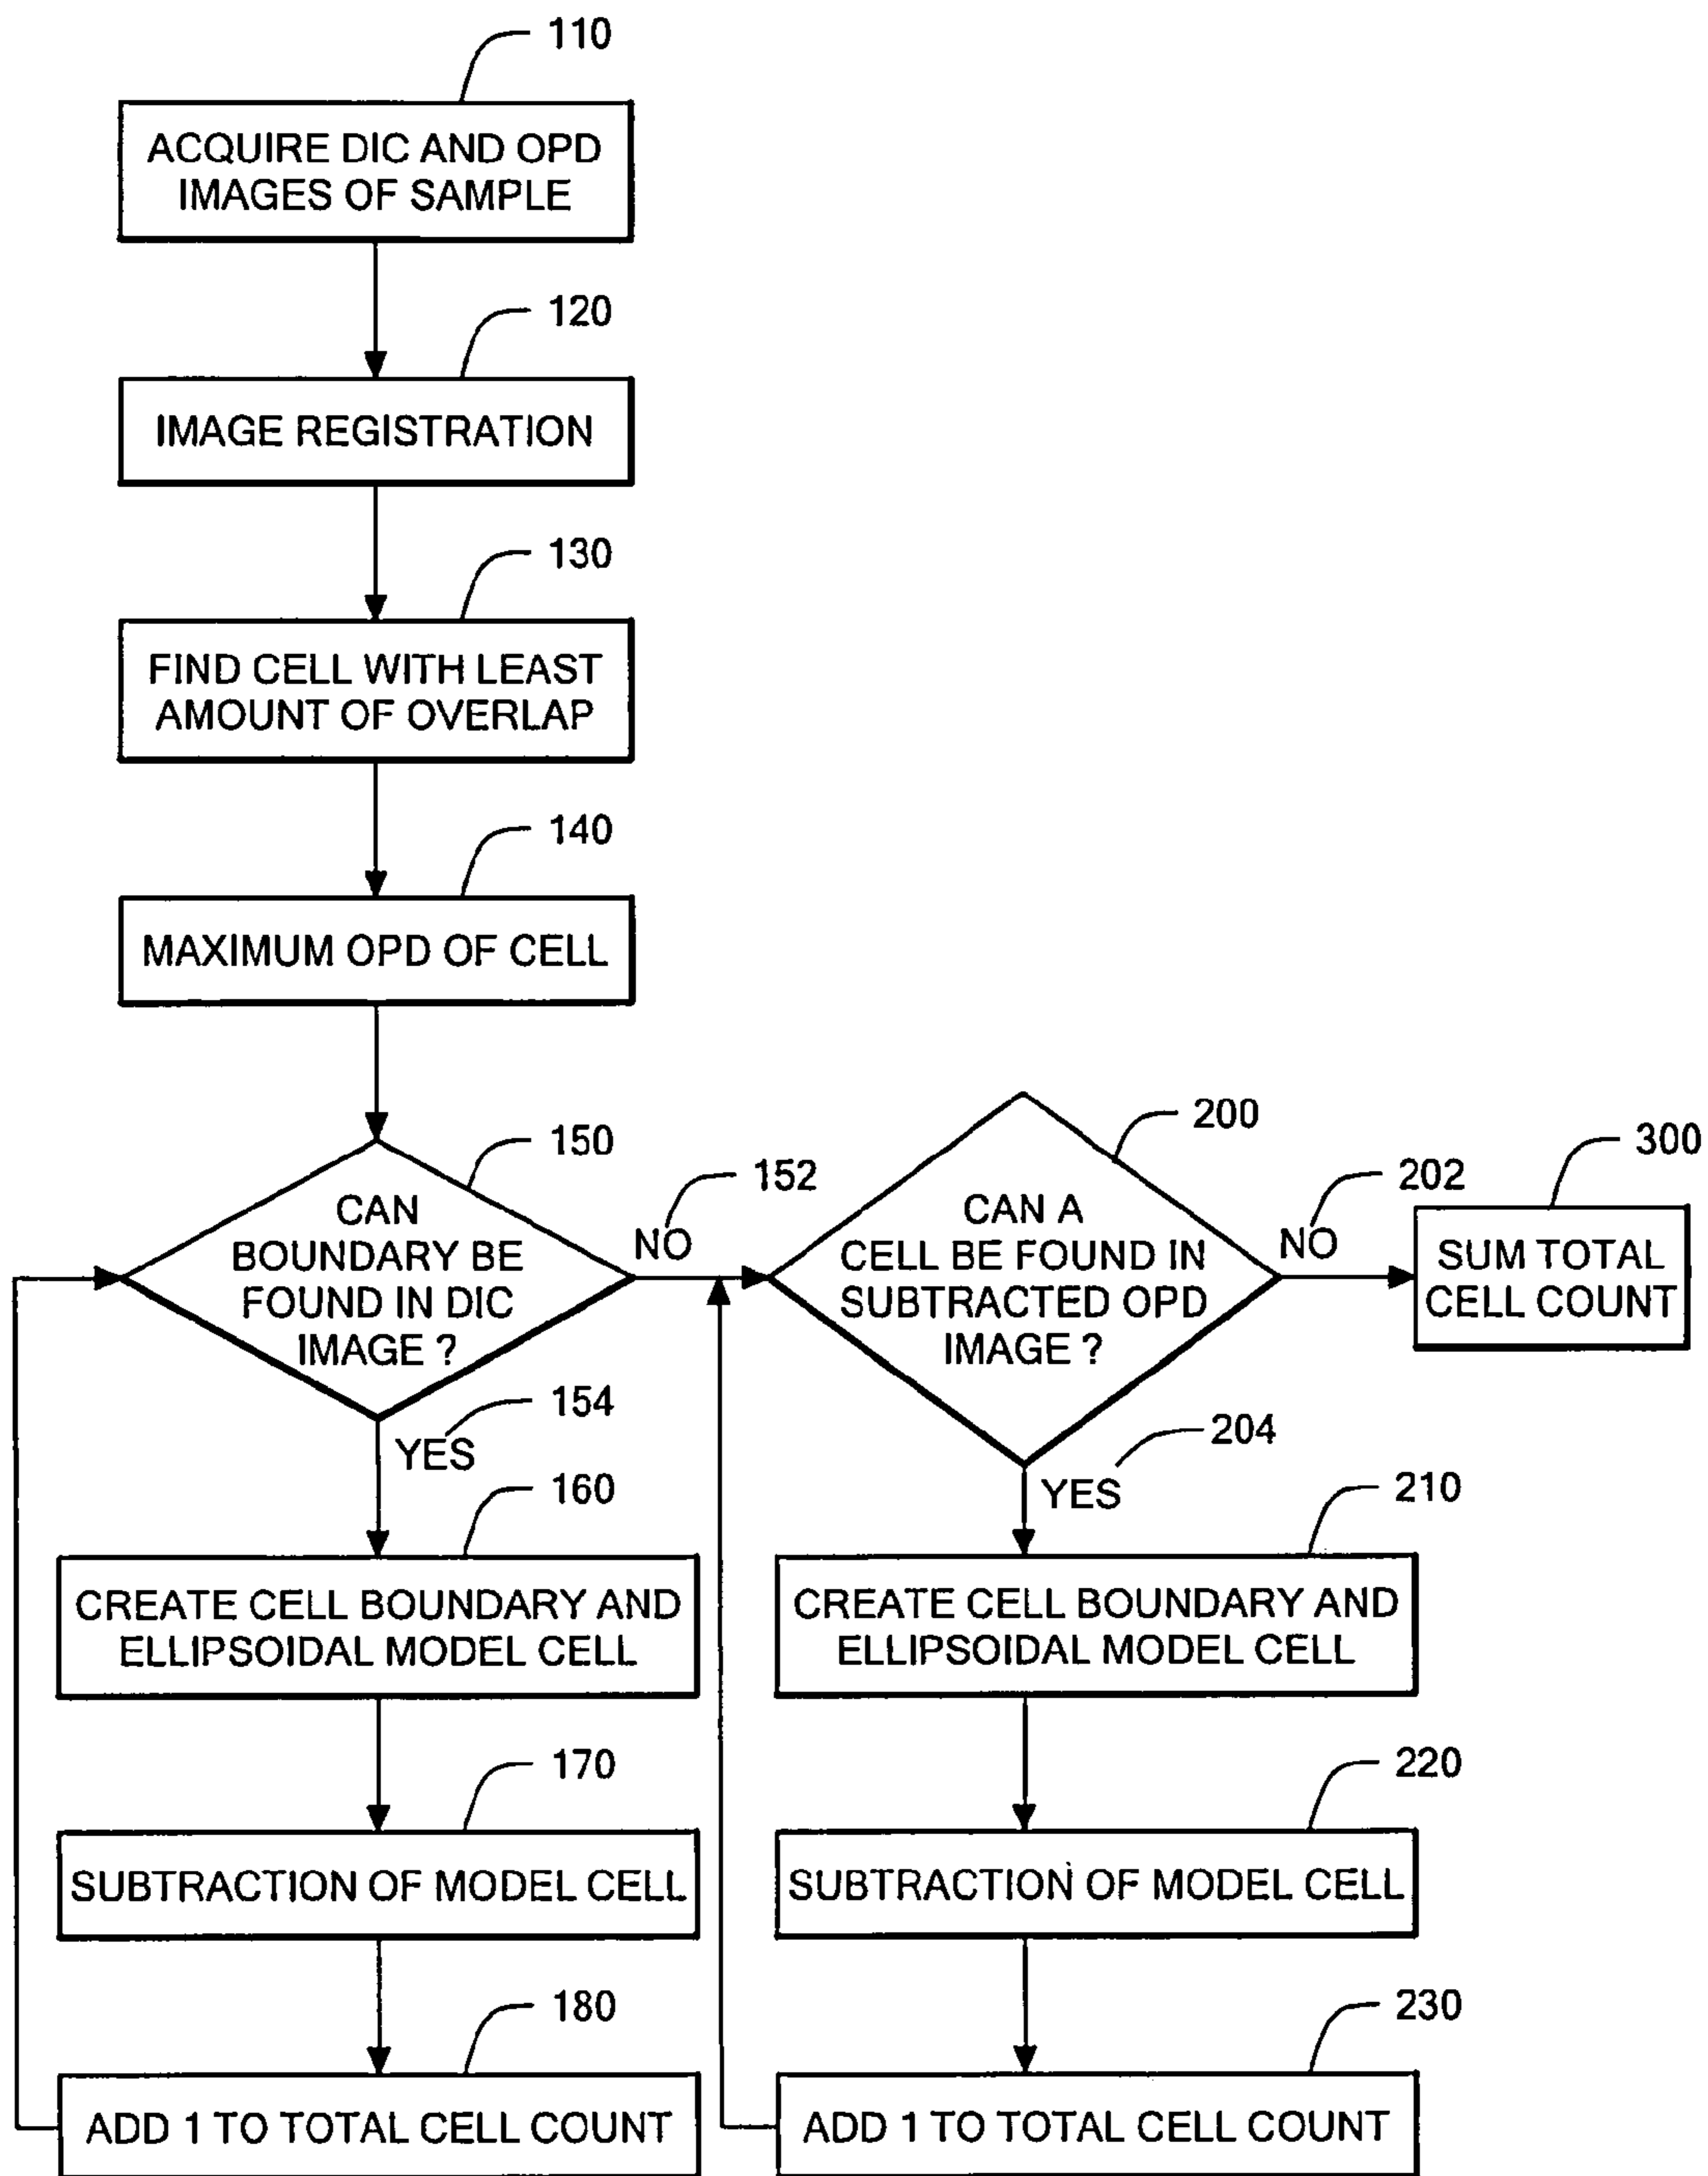 110
ACQUIRE DIC AND OPD
IMAGES OF SAMPLE
120
IMAGE REGISTRATION
130
FIND CELL WITH LEAST
AMOUNT OF OVERLAP
140
MAXIMUM OPD OF CELL
150
CAN
BOUNDARY BE
FOUND IN DIC
IMAGE ?
152
NO
154
YES
160
CREATE CELL BOUNDARY AND
ELLIPSOIDAL MODEL CELL
170
SUBTRACTION OF MODEL CELL
180
ADD 1 TO TOTAL CELL COUNT
200
CAN A
CELL BE FOUND IN
SUBTRACTED OPD
IMAGE ?
202
NO
300
SUM TOTAL
CELL COUNT
204
YES
210
CREATE CELL BOUNDARY AND
ELLIPSOIDAL MODEL CELL
220
SUBTRACTION OF MODEL CELL
230
ADD 1 TO TOTAL CELL COUNT